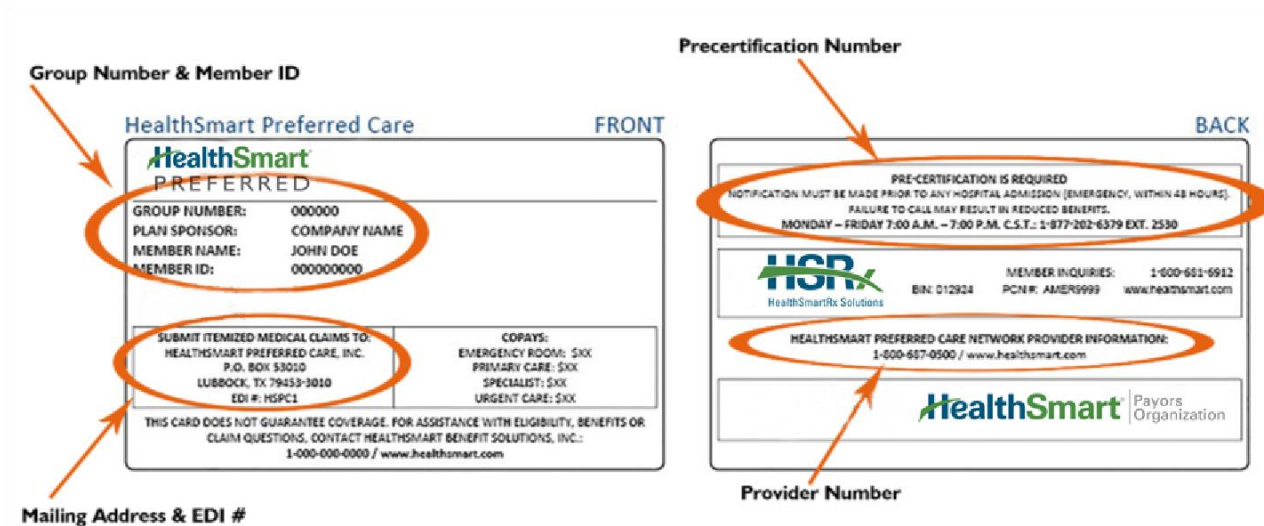 Precertification Number
Group Number & Member ID
HealthSmart Preferred Care FRONT
HealthSmart®
PREFERRED
GROUP NUMBER: 000000
PLAN SPONSOR: COMPANY NAME
MEMBER NAME: JOHN DOE
MEMBER ID: 000000000
SUBMIT ITEMIZED MEDICAL CLAIMS TO:
HEALTHSMART PREFERRED CARE, INC.
P.O. BOX 53010
LUBBOCK, TX 79453-3010
EDI #: HSPC1
COPAYS:
EMERGENCY ROOM: $XX
PRIMARY CARE: $XX
SPECIALIST: $XX
URGENT CARE: $XX
THIS CARD DOES NOT GUARANTEE COVERAGE. FOR ASSISTANCE WITH ELIGIBILITY, BENEFITS OR
CLAIM QUESTIONS, CONTACT HEALTHSMART BENEFIT SOLUTIONS, INC.:
1-000-000-0000 / www.healthsmart.com
Mailing Address & EDI #
BACK
PRE-CERTIFICATION IS REQUIRED
NOTIFICATION MUST BE MADE PRIOR TO ANY HOSPITAL ADMISSION (EMERGENCY, WITHIN 48 HOURS).
FAILURE TO CALL MAY RESULT IN REDUCED BENEFITS.
MONDAY – FRIDAY 7:00 A.M. – 7:00 P.M. C.S.T.: 1-877-202-6379 EXT. 2530
HSRx
HealthSmartRx Solutions
MEMBER INQUIRIES: 1-800-681-6912
BIN: 012924 PCN #: AMER9999 www.healthsmart.com
HEALTHSMART PREFERRED CARE NETWORK PROVIDER INFORMATION:
1-800-687-0500 / www.healthsmart.com
HealthSmart® Payors
Organization
Provider Number